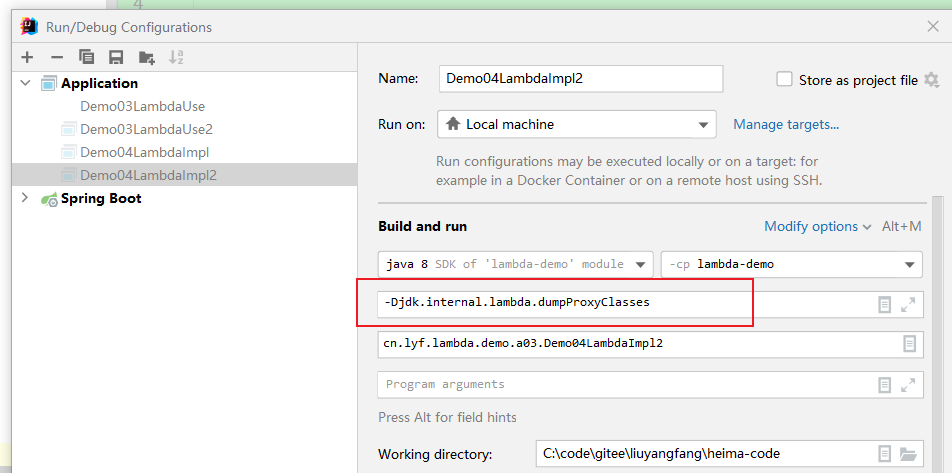 4
Run/Debug Configurations
Application
Demo03LambdaUse
Demo03LambdaUse2
Demo04LambdaImpl
Demo04LambdaImpl2
Spring Boot
Name: Demo04LambdaImpl2 Store as project file
Run on: Local machine Manage targets...
Run configurations may be executed locally or on a target: for
example in a Docker Container or on a remote host using SSH.
Build and run Modify options Alt+M
java 8 SDK of 'lambda-demo' module -cp lambda-demo
-Djdk.internal.lambda.dumpProxyClasses
cn.lyf.lambda.demo.a03.Demo04LambdaImpl2
Program arguments
Press Alt for field hints
Working directory: C:\code\gitee\liuyangfang\heima-code